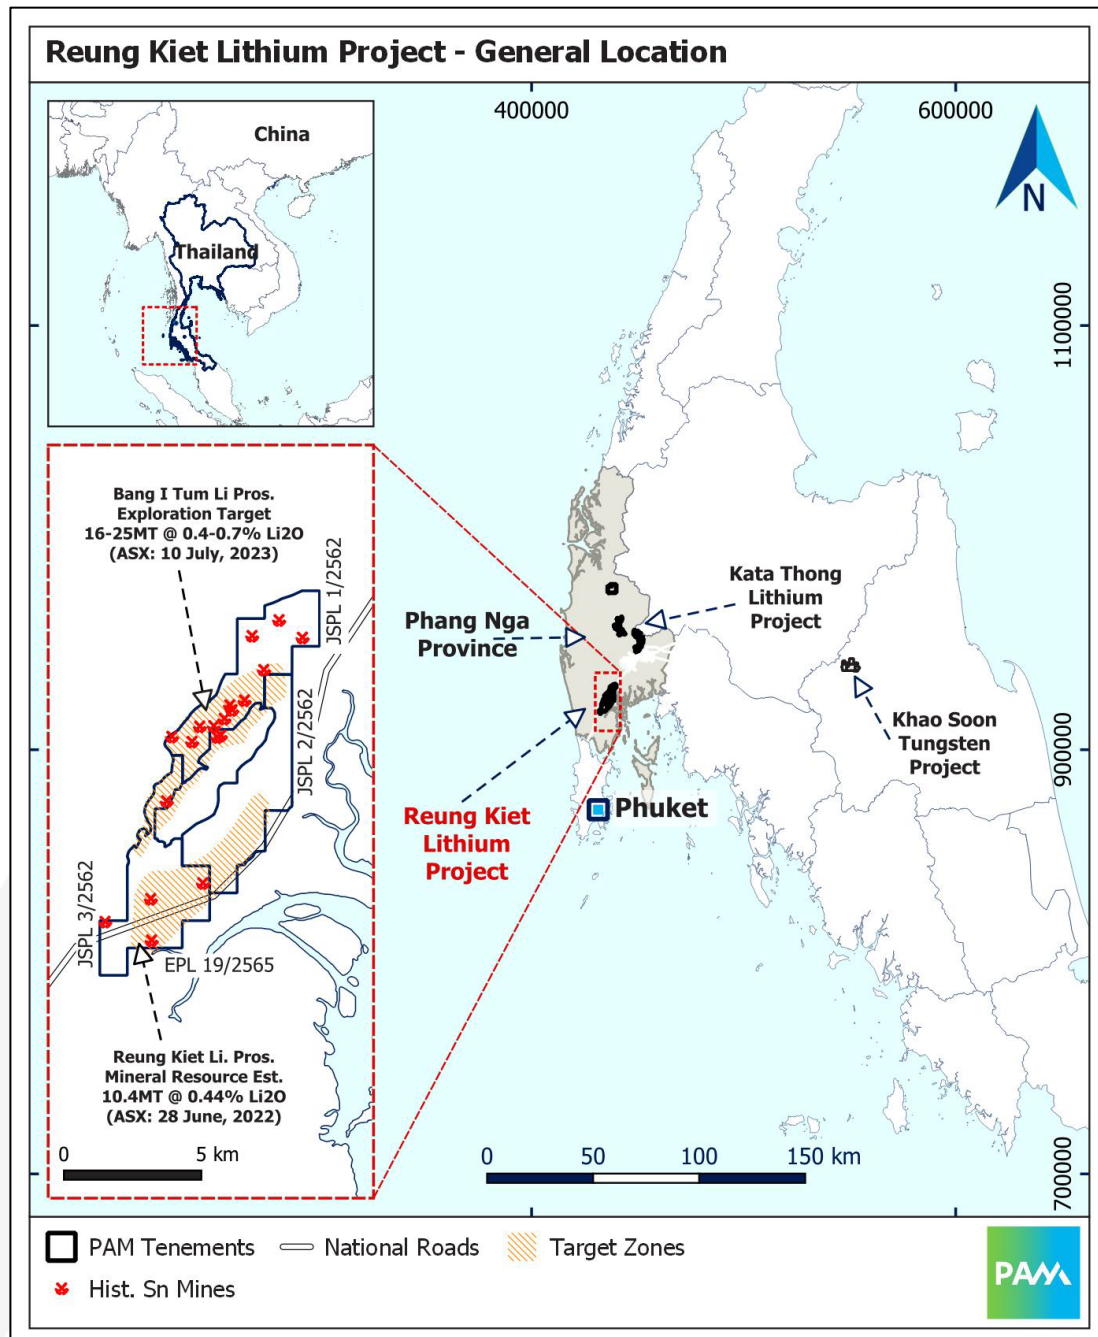 Reung Kiet Lithium Project - General Location
400000
600000
China
Thailand
N
1100000
Bang I Tum Li Pros.
Exploration Target
16-25MT @ 0.4-0.7% Li2O
(ASX: 10 July, 2023)
JSPL 1/2562
JSPL 2/2562
JSPL 3/2562
EPL 19/2565
Reung Kiet Li. Pros.
Mineral Resource Est.
10.4MT @ 0.44% Li2O
(ASX: 28 June, 2022)
0 5 km
Kata Thong
Lithium
Project
Phang Nga
Province
Khao Soon
Tungsten
Project
900000
Reung Kiet
Lithium
Project
Phuket
700000
0 50 100 150 km
PAM Tenements
National Roads
Target Zones
Hist. Sn Mines
PAM